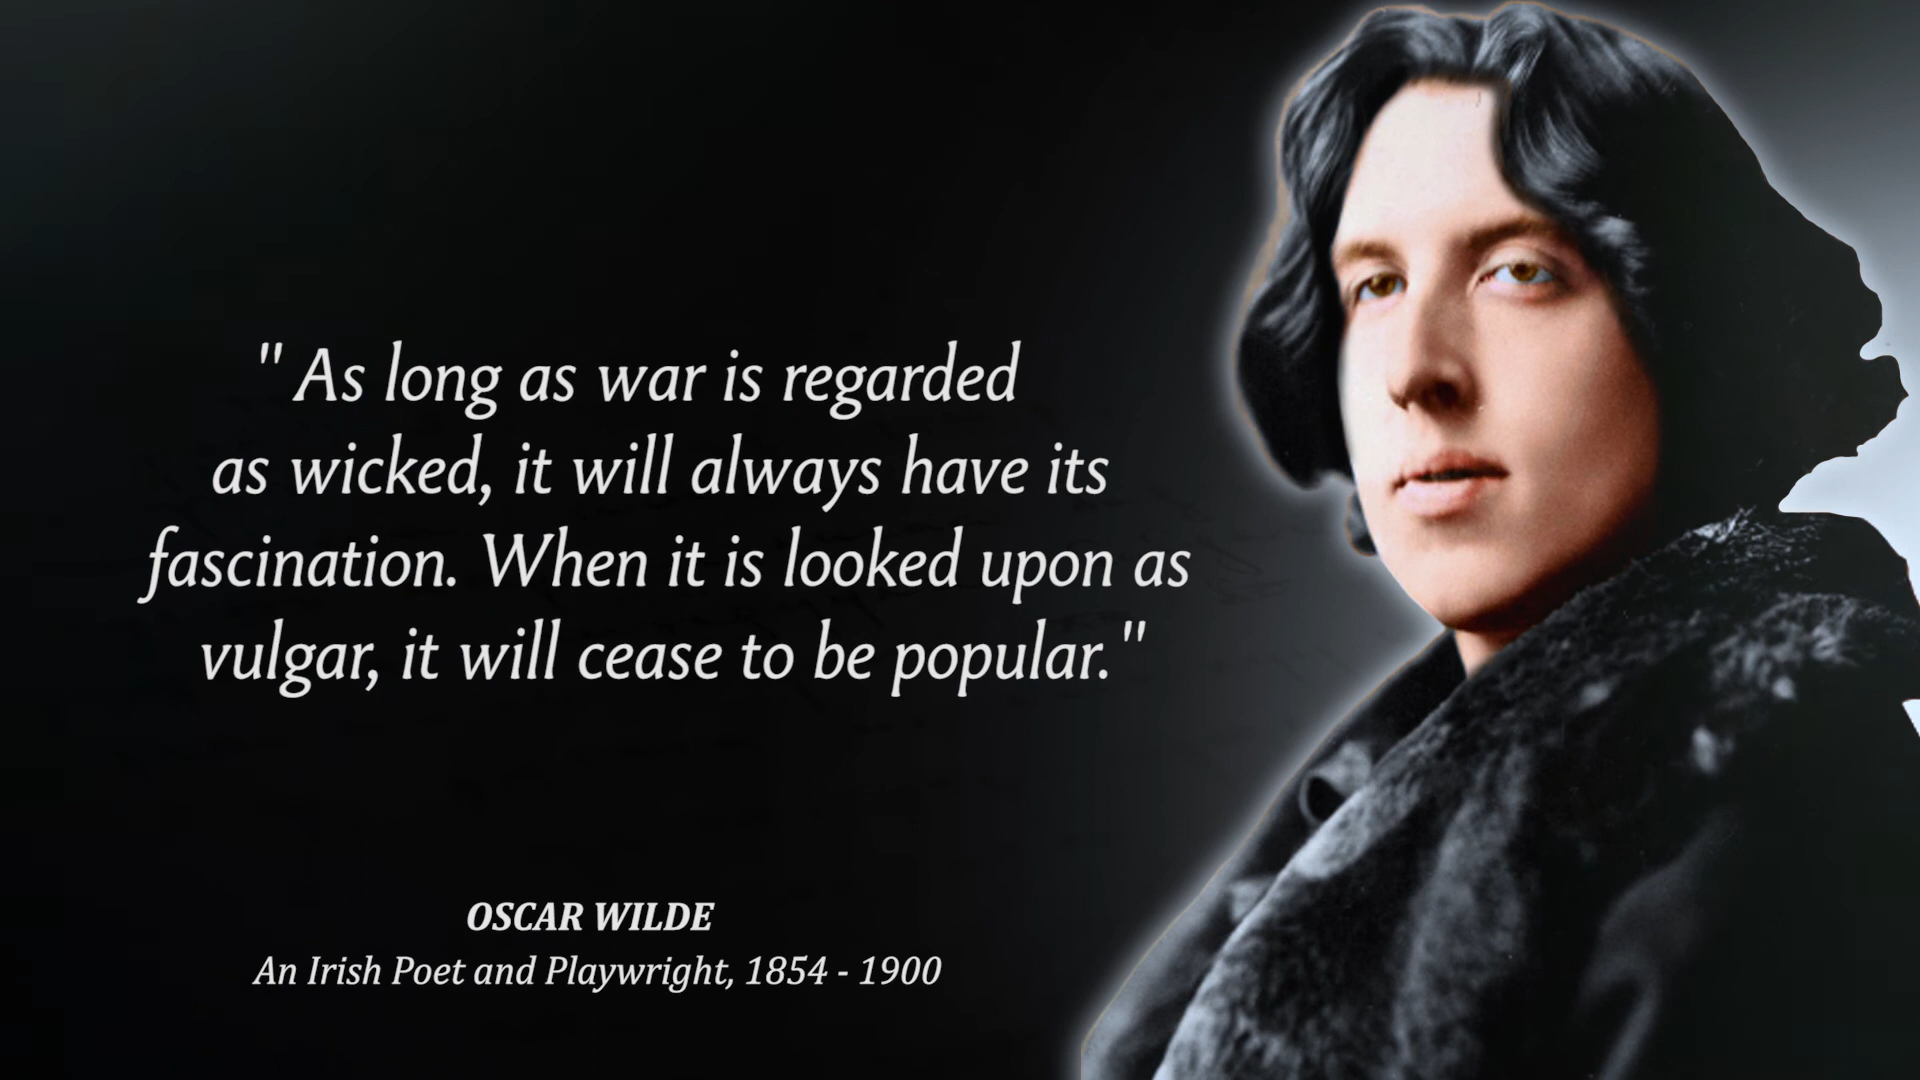 " As long as war is regarded
as wicked, it will always have its
fascination. When it is looked upon as
vulgar, it will cease to be popular."
OSCAR WILDE
An Irish Poet and Playwright, 1854 - 1900